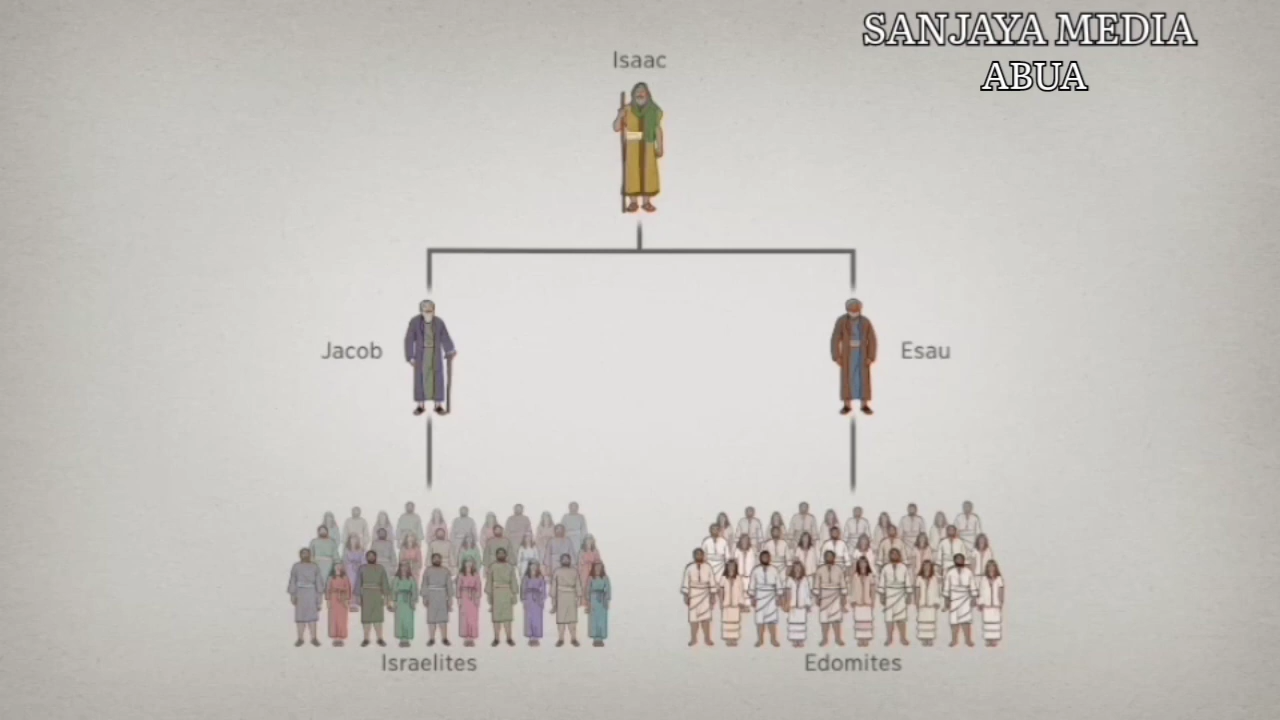 SANJAYA MEDIA
ABUA
Isaac
Jacob
Esau
Israelites
Edomites